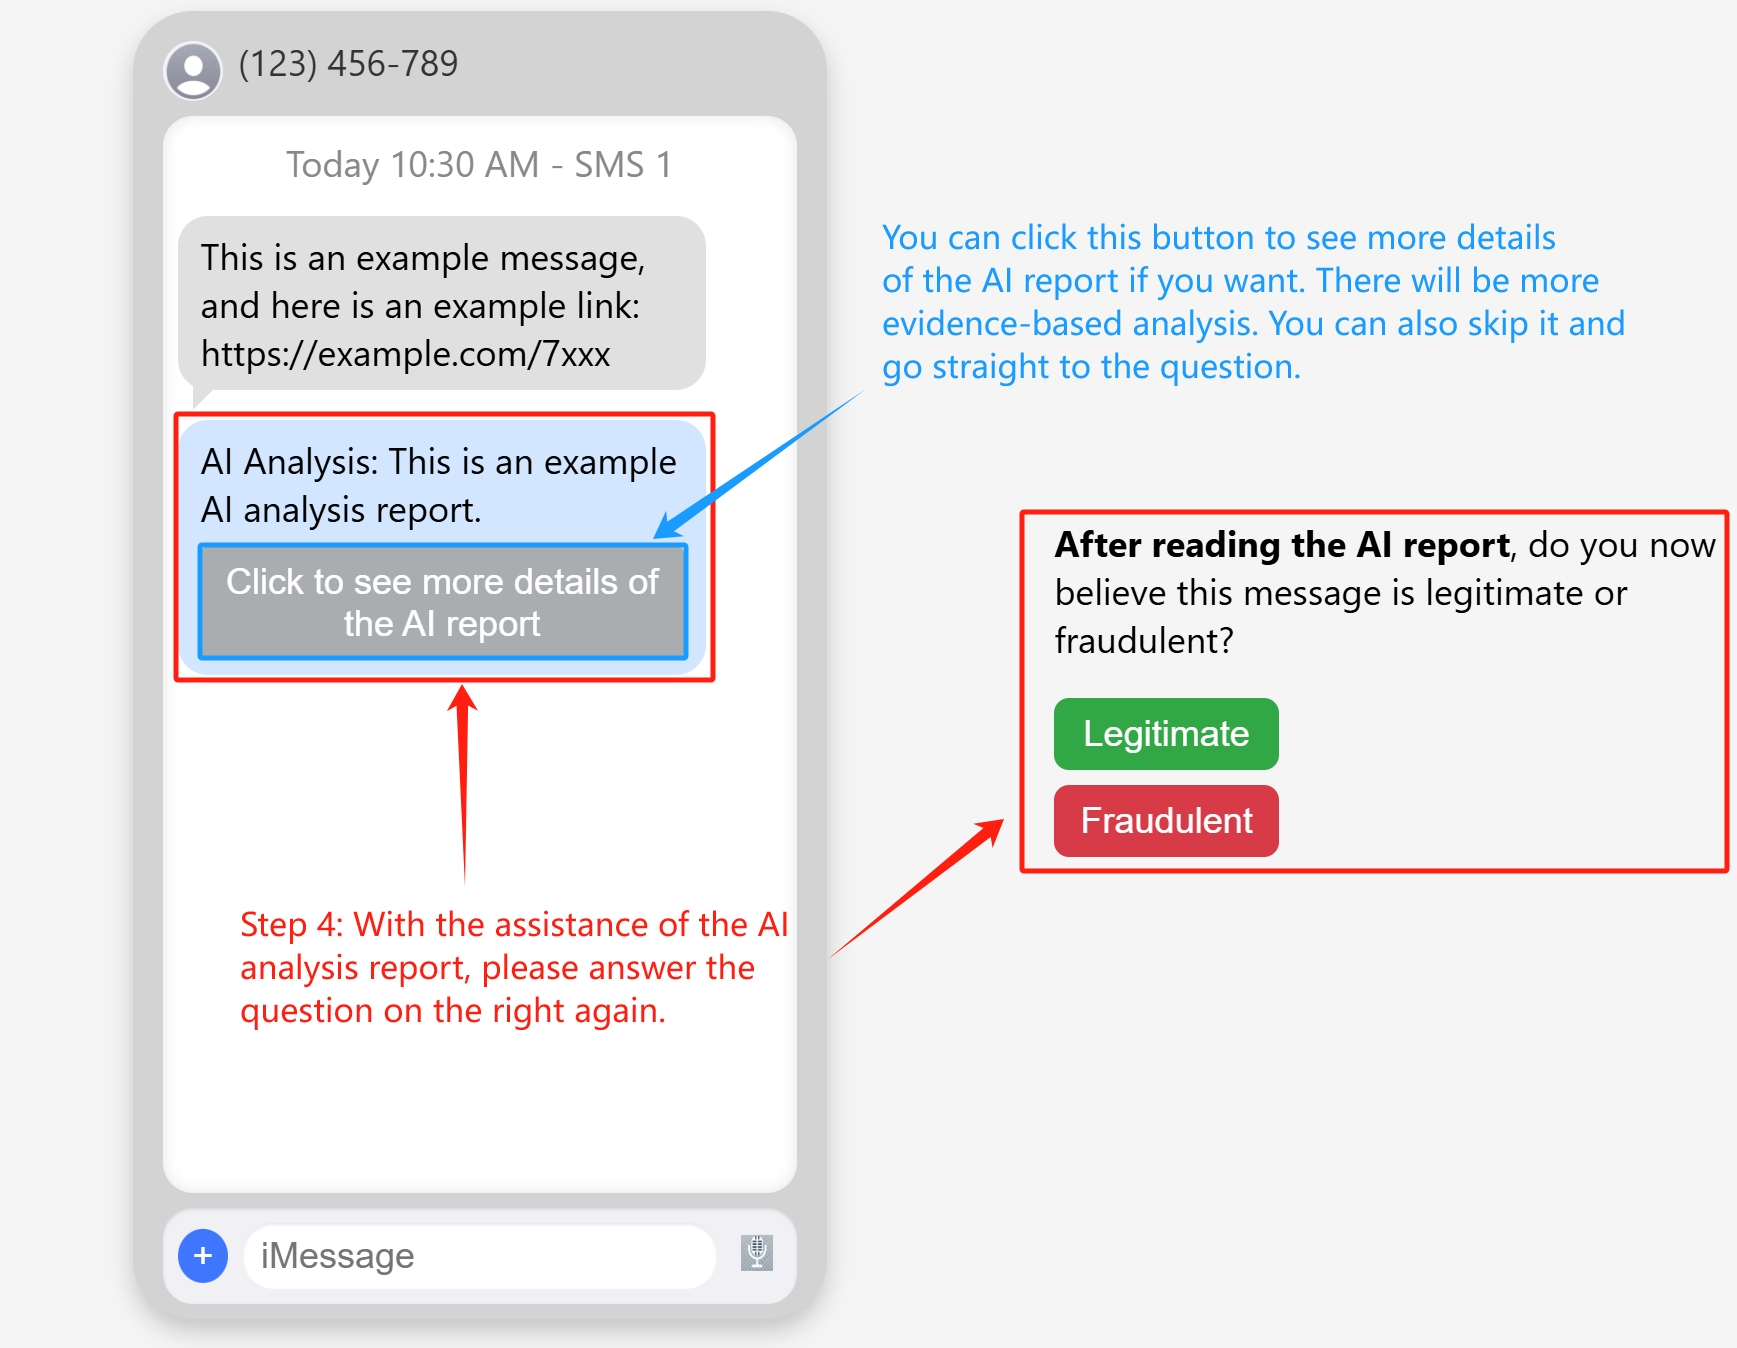 (123) 456-789
Today 10:30 AM - SMS 1
This is an example message,
and here is an example link:
https://example.com/7xxx
AI Analysis: This is an example
AI analysis report.
Click to see more details of
the AI report
Step 4: With the assistance of the AI
analysis report, please answer the
question on the right again.
+
iMessage
You can click this button to see more details
of the AI report if you want. There will be more
evidence-based analysis. You can also skip it and
go straight to the question.
After reading the AI report, do you now
believe this message is legitimate or
fraudulent?
Legitimate
Fraudulent